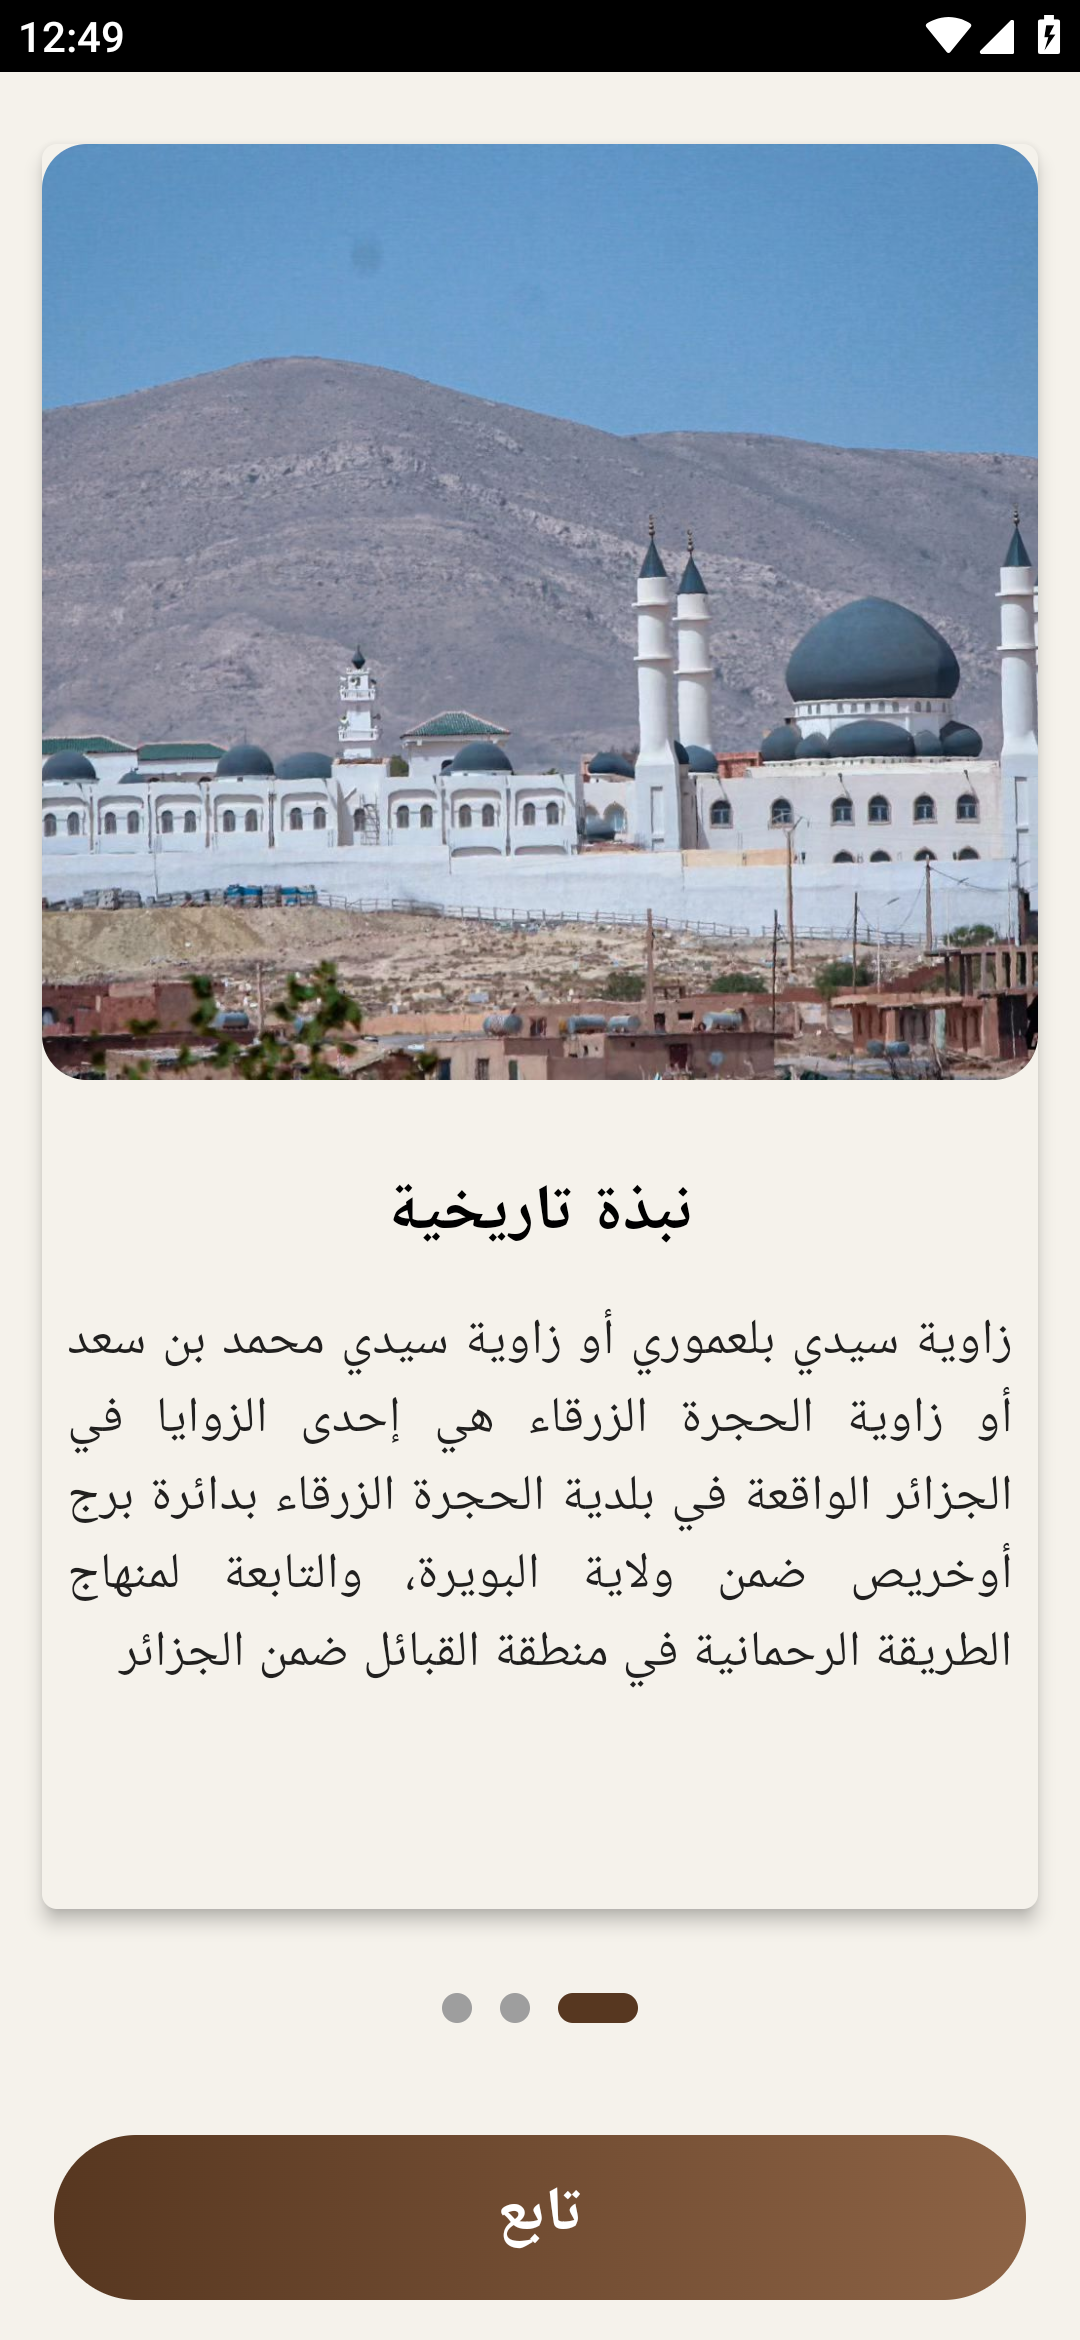 12:49
نبذة تاريخية
زاوية سيدي بلعموري أو زاوية سيدي محمد بن سعد
أو زاوية الحجرة الزرقاء هي إحدى الزوايا في
الجزائر الواقعة في بلدية الحجرة الزرقاء بدائرة برج
أوخريص ضمن ولاية البويرة، والتابعة لمنهاج
الطريقة الرحمانية في منطقة القبائل ضمن الجزائر
تابع